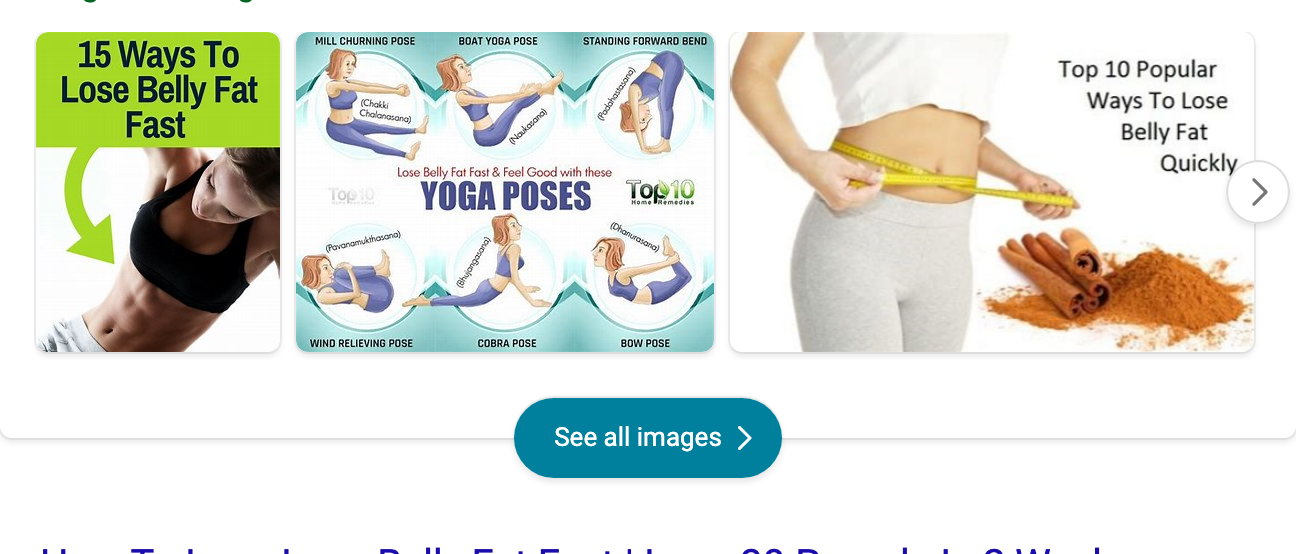 15 Ways To
Lose Belly Fat
Fast
MILL CHURNING POSE
BOAT YOGA POSE
STANDING FORWARD BEND
(Chakki
Chalanasana)
(Naukasana)
(Padahastasana)
Lose Belly Fat Fast & Feel Good with these
YOGA POSES
Top10
Top10
Home Remedies
(Pavanamukthasana)
(Bhujangasana)
(Dhanurasana)
WIND RELIEVING POSE
COBRA POSE
BOW POSE
Top 10 Popular
Ways To Lose
Belly Fat
Quickly
See all images